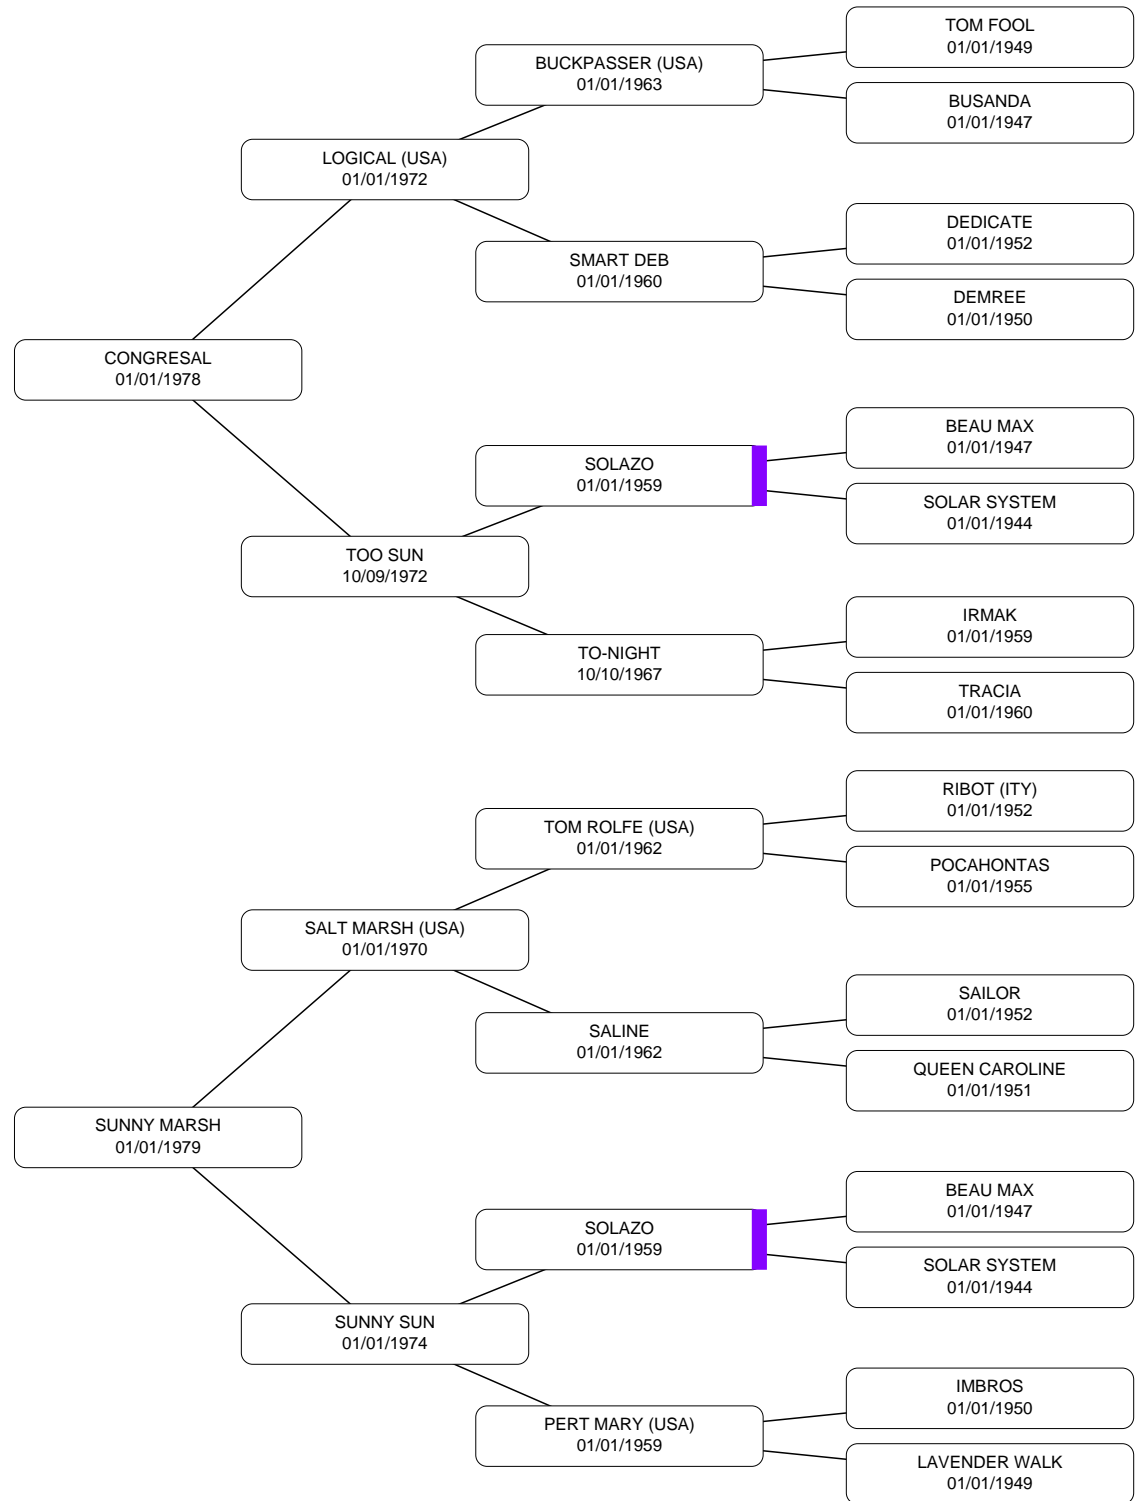 TOM FOOL
01/01/1949
BUCKPASSER (USA)
01/01/1963
BUSANDA
01/01/1947
LOGICAL (USA)
01/01/1972
DEDICATE
01/01/1952
SMART DEB
01/01/1960
DEMREE
01/01/1950
CONGRESAL
01/01/1978
BEAU MAX
01/01/1947
SOLAZO
01/01/1959
SOLAR SYSTEM
01/01/1944
TOO SUN
10/09/1972
IRMAK
01/01/1959
TO-NIGHT
10/10/1967
TRACIA
01/01/1960
RIBOT (ITY)
01/01/1952
TOM ROLFE (USA)
01/01/1962
POCAHONTAS
01/01/1955
SALT MARSH (USA)
01/01/1970
SAILOR
01/01/1952
SALINE
01/01/1962
QUEEN CAROLINE
01/01/1951
SUNNY MARSH
01/01/1979
BEAU MAX
01/01/1947
SOLAZO
01/01/1959
SOLAR SYSTEM
01/01/1944
SUNNY SUN
01/01/1974
IMBROS
01/01/1950
PERT MARY (USA)
01/01/1959
LAVENDER WALK
01/01/1949